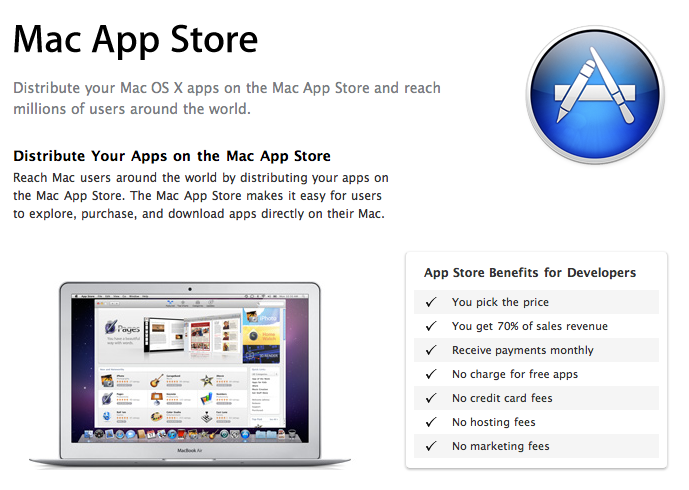 Mac App Store
Distribute your Mac OS X apps on the Mac App Store and reach
millions of users around the world.
Distribute Your Apps on the Mac App Store
Reach Mac users around the world by distributing your apps on
the Mac App Store. The Mac App Store makes it easy for users
to explore, purchase, and download apps directly on their Mac.
Pages
MacBook Air
App Store Benefits for Developers
You pick the price
You get 70% of sales revenue
Receive payments monthly
No charge for free apps
No credit card fees
No hosting fees
No marketing fees